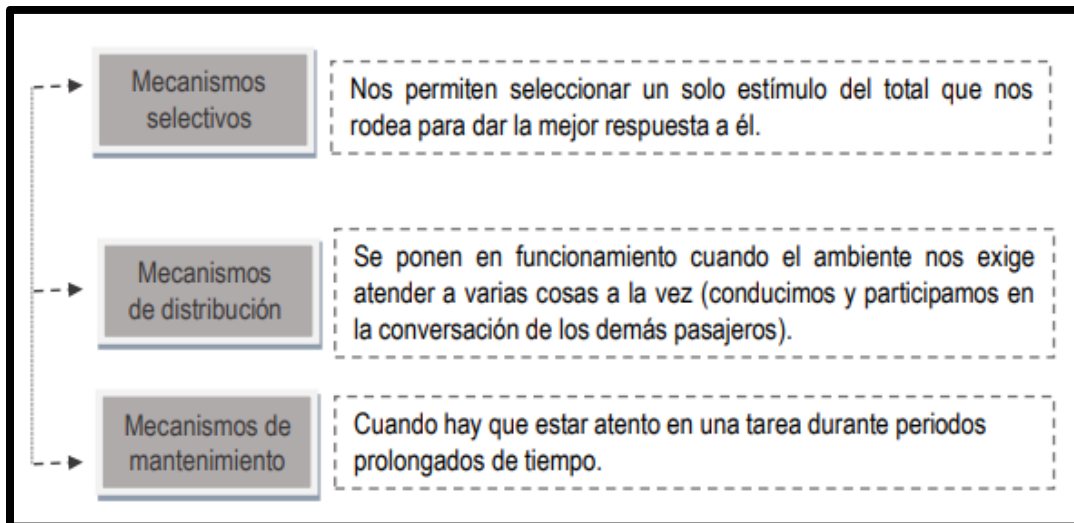 Mecanismos
selectivos
Nos permiten seleccionar un solo estímulo del total que nos
rodea para dar la mejor respuesta a él.
Mecanismos
de distribución
Se ponen en funcionamiento cuando el ambiente nos exige
atender a varias cosas a la vez (conducimos y participamos en
la conversación de los demás pasajeros).
Mecanismos de
mantenimiento
Cuando hay que estar atento en una tarea durante periodos
prolongados de tiempo.